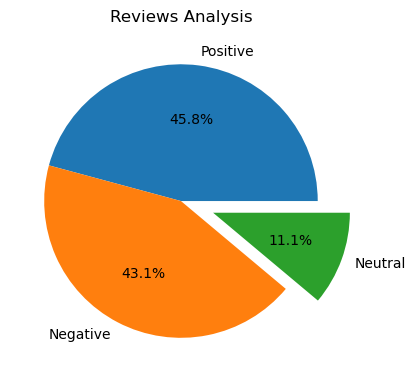 Reviews Analysis
Positive
45.8%
11.1%
Neutral
43.1%
Negative